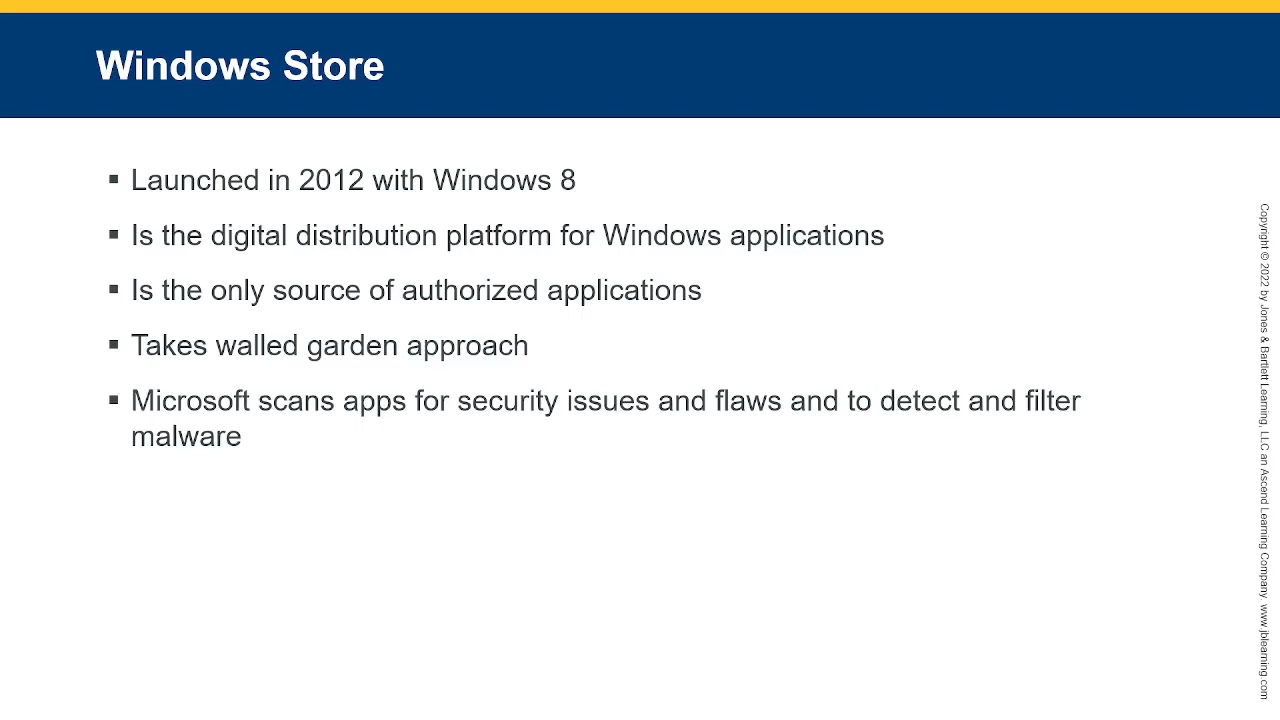 Windows Store
▪ Launched in 2012 with Windows 8
▪ Is the digital distribution platform for Windows applications
▪ Is the only source of authorized applications
▪ Takes walled garden approach
▪ Microsoft scans apps for security issues and flaws and to detect and filter
malware
Copyright © 2022 by Jones & Bartlett Learning, LLC an Ascend Learning Company. www.jblearning.com